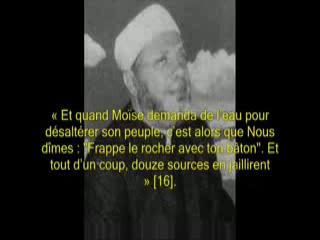 « Et quand Moïse demanda de l'eau pour
désaltérer son peuple, c'est alors que Nous
dîmes : "Frappe le rocher avec ton bâton". Et
tout d'un coup, douze sources en jaillirent
» [16].